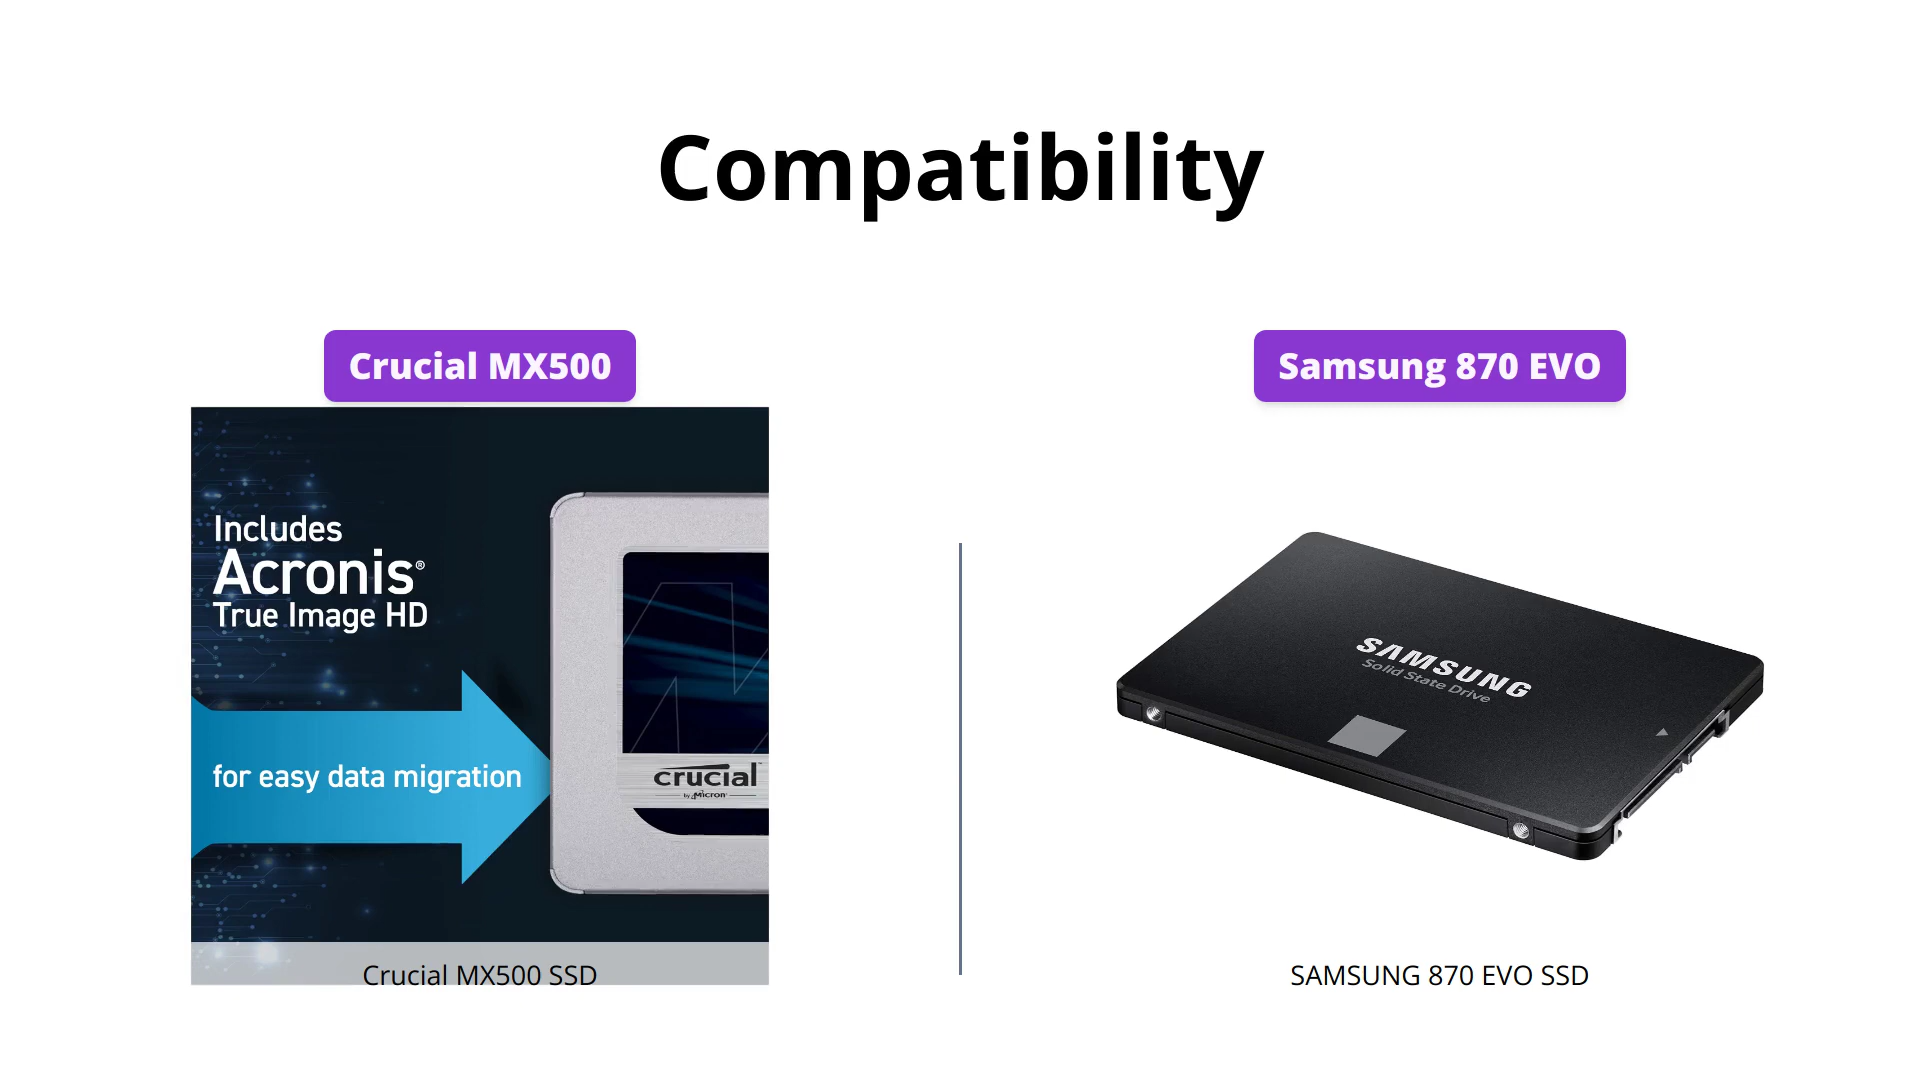 Compatibility
Crucial MX500
Samsung 870 EVO
Includes
Acronis®
True Image HD
for easy data migration
crucial™
by Micron®
Crucial MX500 SSD
SAMSUNG
Solid State Drive
SAMSUNG 870 EVO SSD